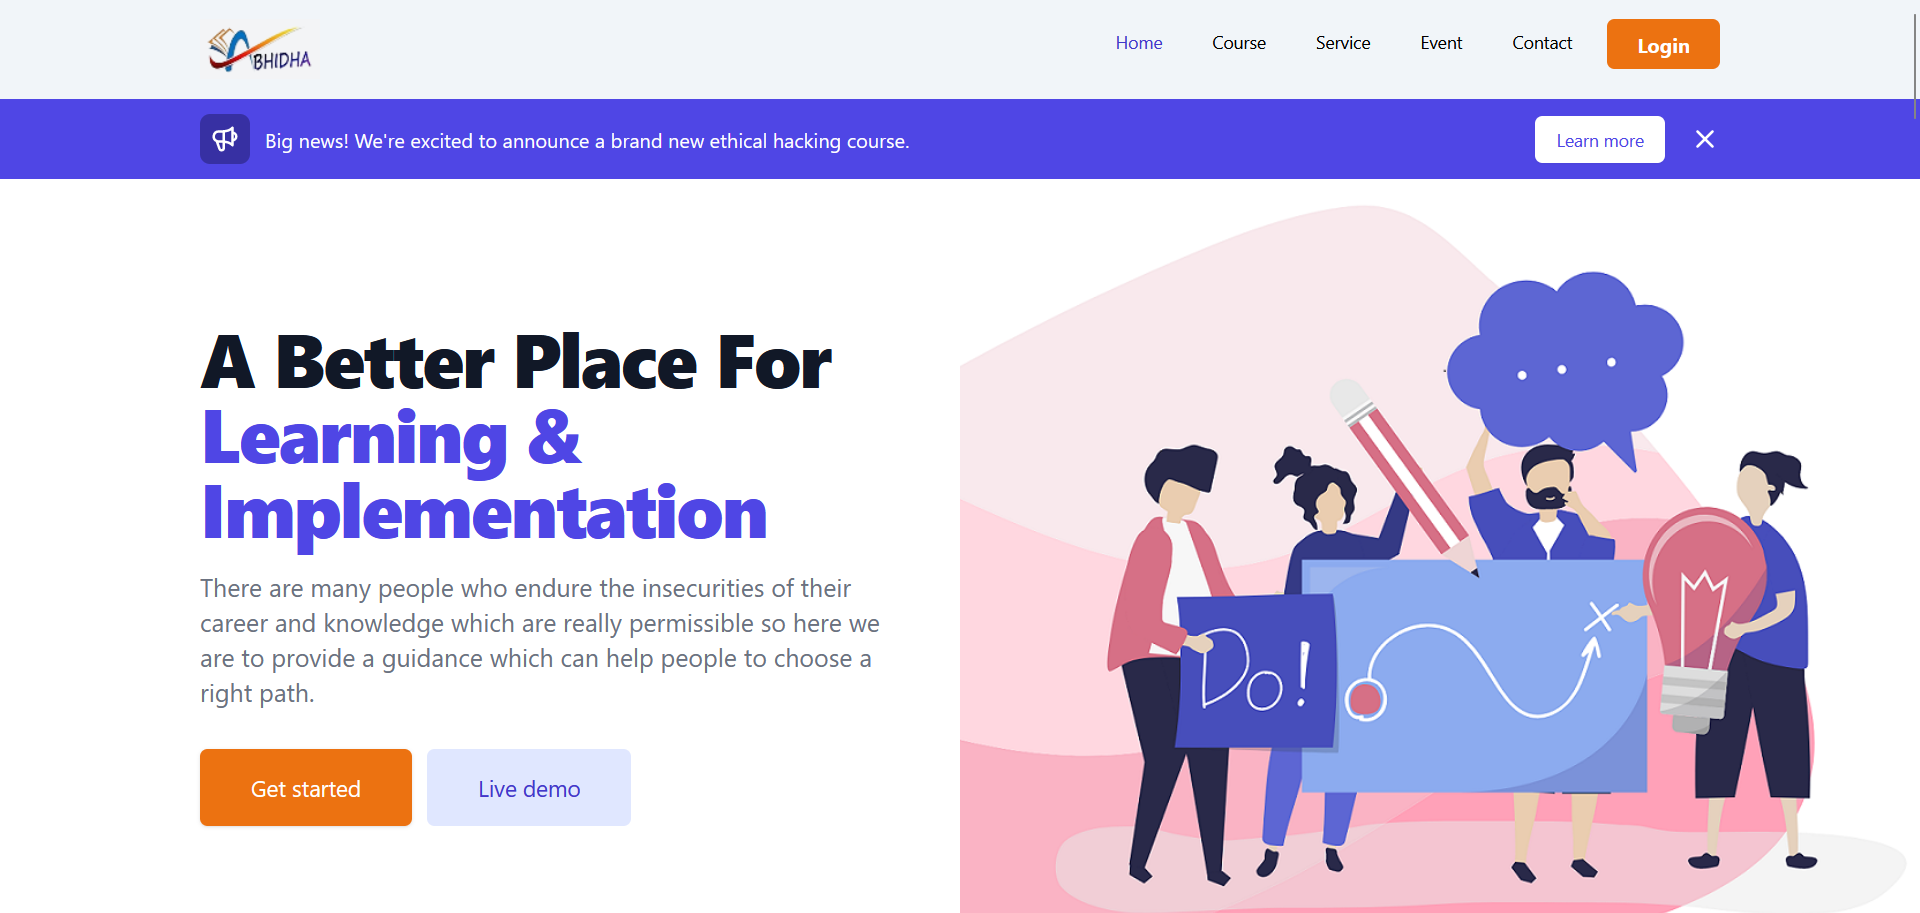 ABHIDHA
Home Course Service Event Contact Login
Big news! We're excited to announce a brand new ethical hacking course. Learn more
A Better Place For
Learning &
Implementation
There are many people who endure the insecurities of their
career and knowledge which are really permissible so here we
are to provide a guidance which can help people to choose a
right path.
Get started Live demo
Do!